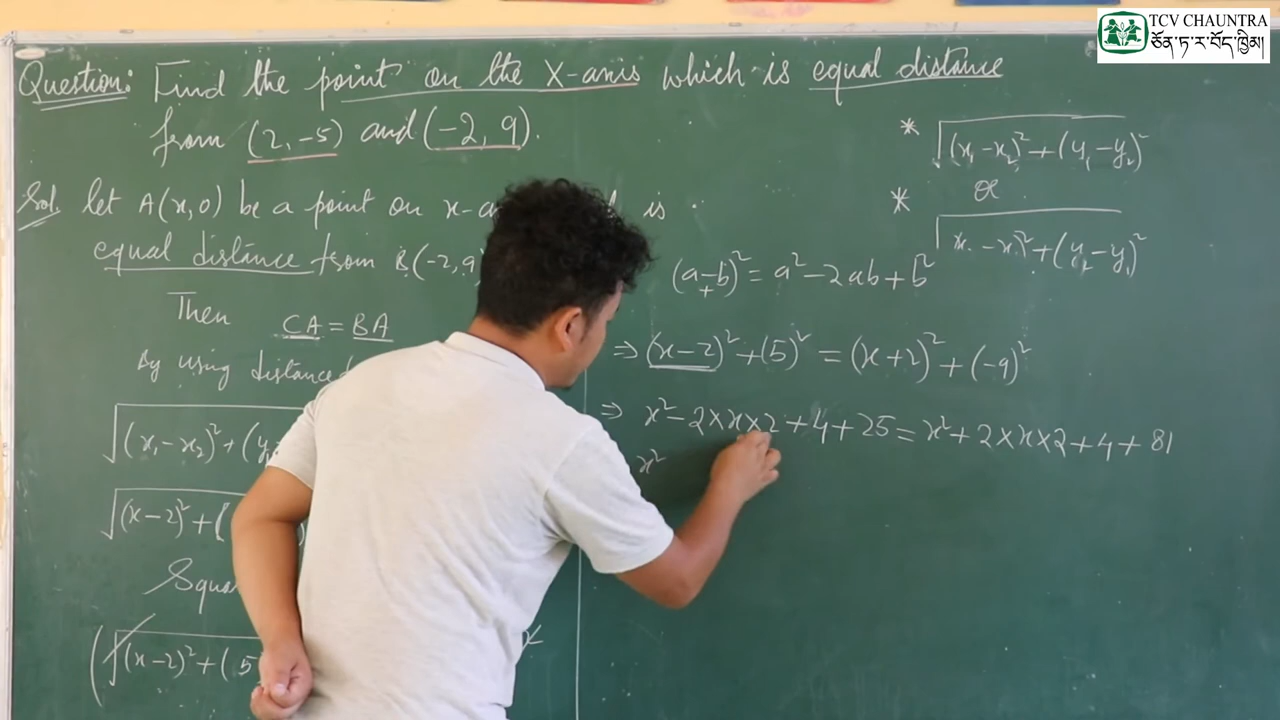 TCV CHAUNTRA
ཅོན་ཏ་ར་བོད་ཁྱིམ།
Question: Find the point on the X-axis which is equal distance
from (2, -5) and (-2, 9).
Sol. let A(x,0) be a point on x-a is
equal distance from B(-2,9
Then CA = BA
By using distance
√(x₁-x₂)²+(y
√(x-2)²+(
Squa
(√(x-2)²+(5
* √(x₁-x₂)²+(y₁-y₂)²
or
* √(x₂-x₁)²+(y₂-y₁)²
(a-b)² = a²-2ab+b²
+
⇒ (x-2)²+(5)² = (x+2)²+(-9)²
⇒ x²-2×x×2+4+25=x²+2×x×2+4+81
x²